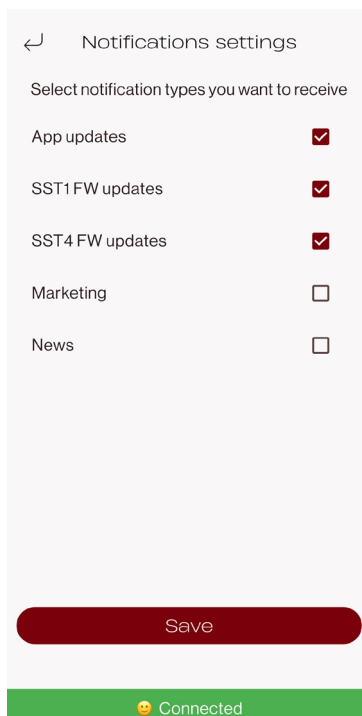 Notifications settings
Select notification types you want to receive
App updates
SST1 FW updates
SST4 FW updates
Marketing
News
Save
🙂 Connected